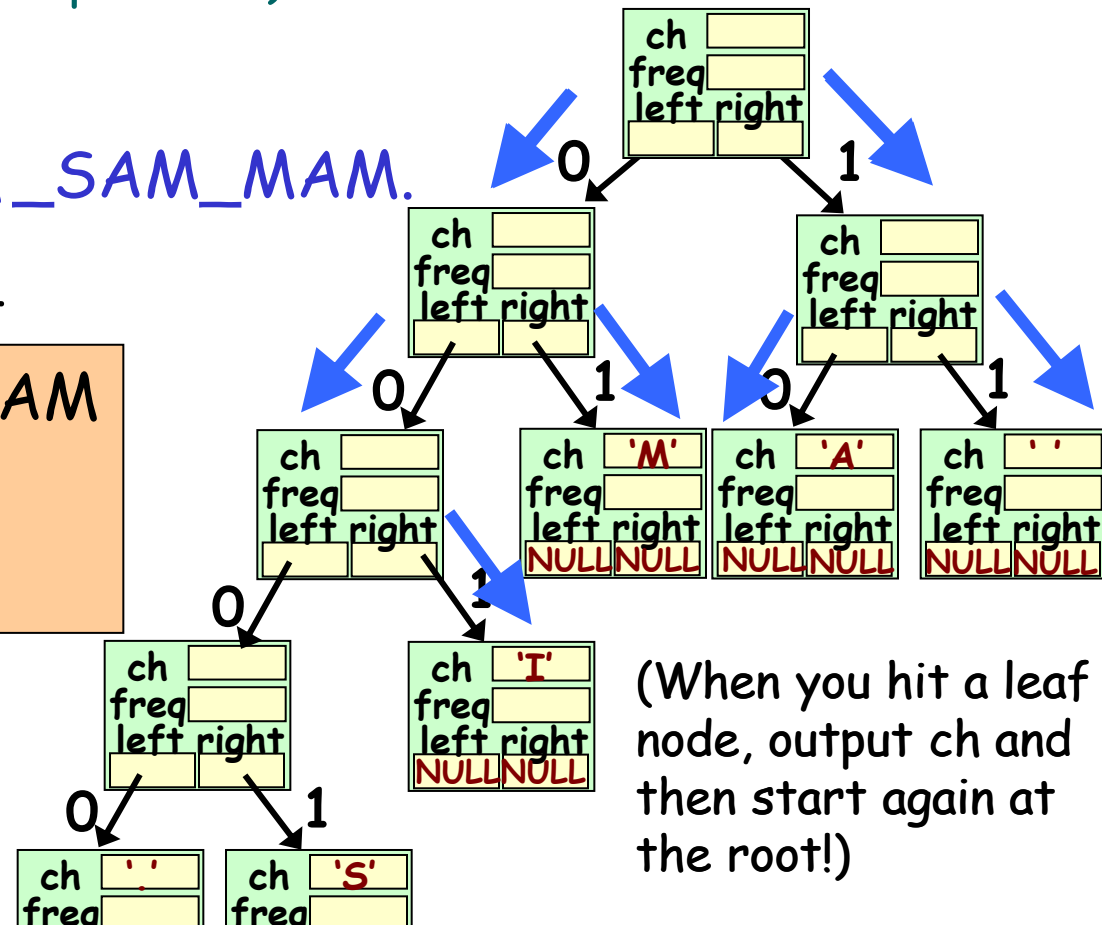 ch
freq
left right
0 1
._SAM_MAM.
ch
freq
left right
0 1
ch
freq
left right
0 1
AM
ch
freq
left right
0 1
ch 'M'
freq
left right
NULL NULL
ch 'A'
freq
left right
NULL NULL
ch ' '
freq
left right
NULL NULL
ch
freq
left right
0 1
ch 'I'
freq
left right
NULL NULL
(When you hit a leaf
node, output ch and
then start again at
the root!)
ch '.'
freq
ch 'S'
freq